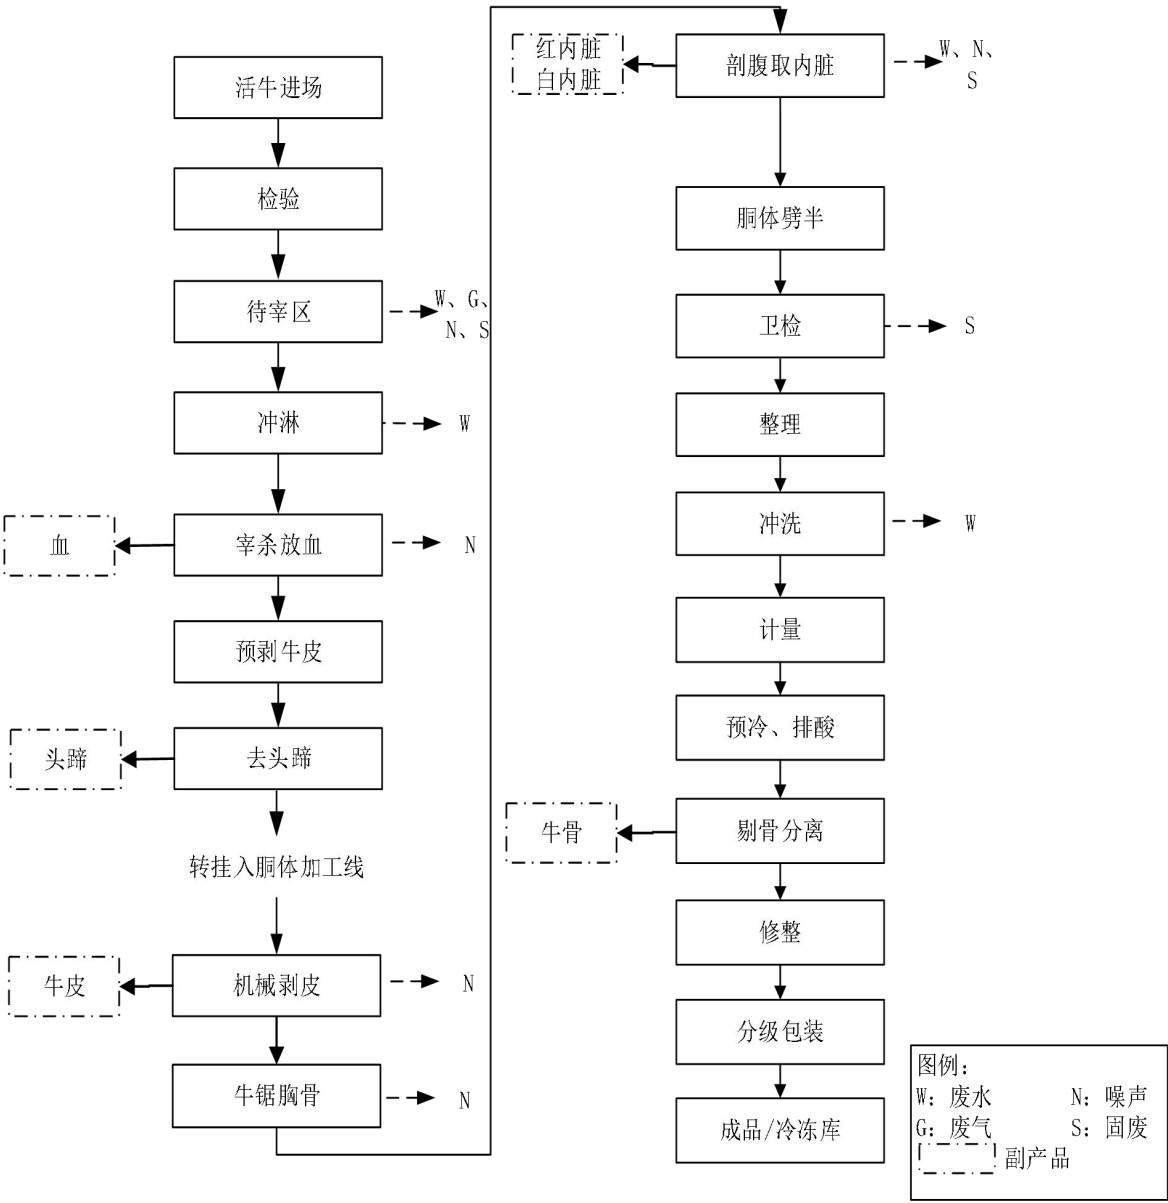 活牛进场
检验
待宰区
W、G、
N、S
冲淋
W
血
宰杀放血
N
预剥牛皮
头蹄
去头蹄
转挂入胴体加工线
牛皮
机械剥皮
N
牛锯胸骨
N
红内脏
白内脏
剖腹取内脏
W、N、
S
胴体劈半
卫检
S
整理
冲洗
W
计量
预冷、排酸
牛骨
剔骨分离
修整
分级包装
成品/冷冻库
图例：
W：废水 N：噪声
G：废气 S：固废
副产品